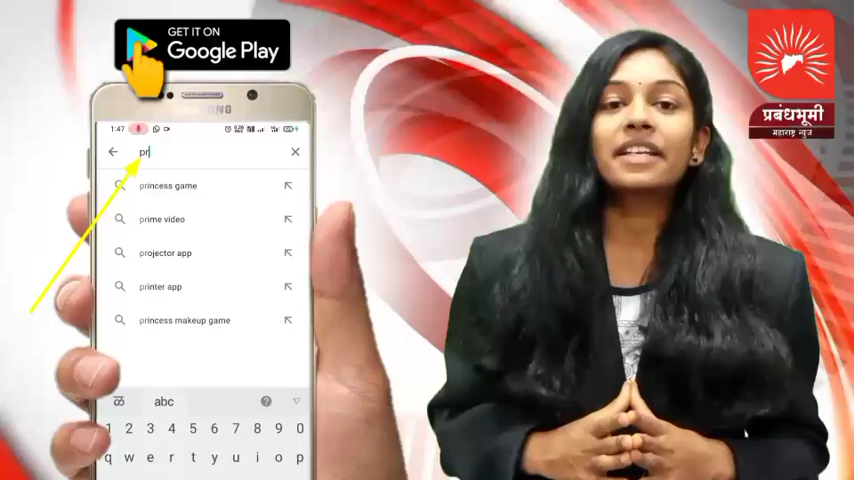 GET IT ON
Google Play
SAMSUNG
1:47
pr
princess game
prime video
projector app
printer app
princess makeup game
abc
1 2 3 4 5 6 7 8 9 0
q w e r t y u i o p
प्रबंधभूमी
महाराष्ट्र न्युज